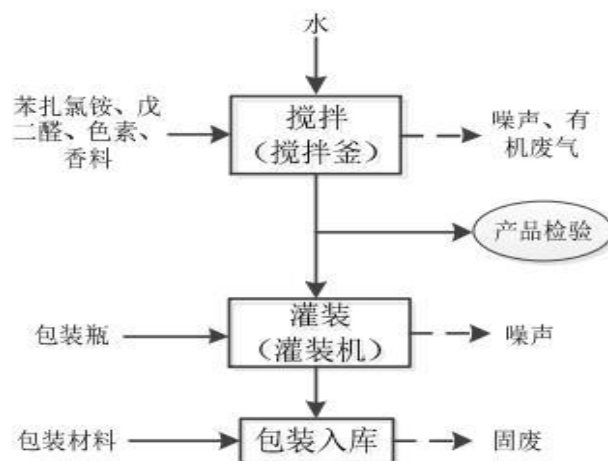 水
苯扎氯铵、戊
二醛、色素、
香料
搅拌
（搅拌釜）
噪声、有
机废气
产品检验
包装瓶
灌装
（灌装机）
噪声
包装材料
包装入库
固废